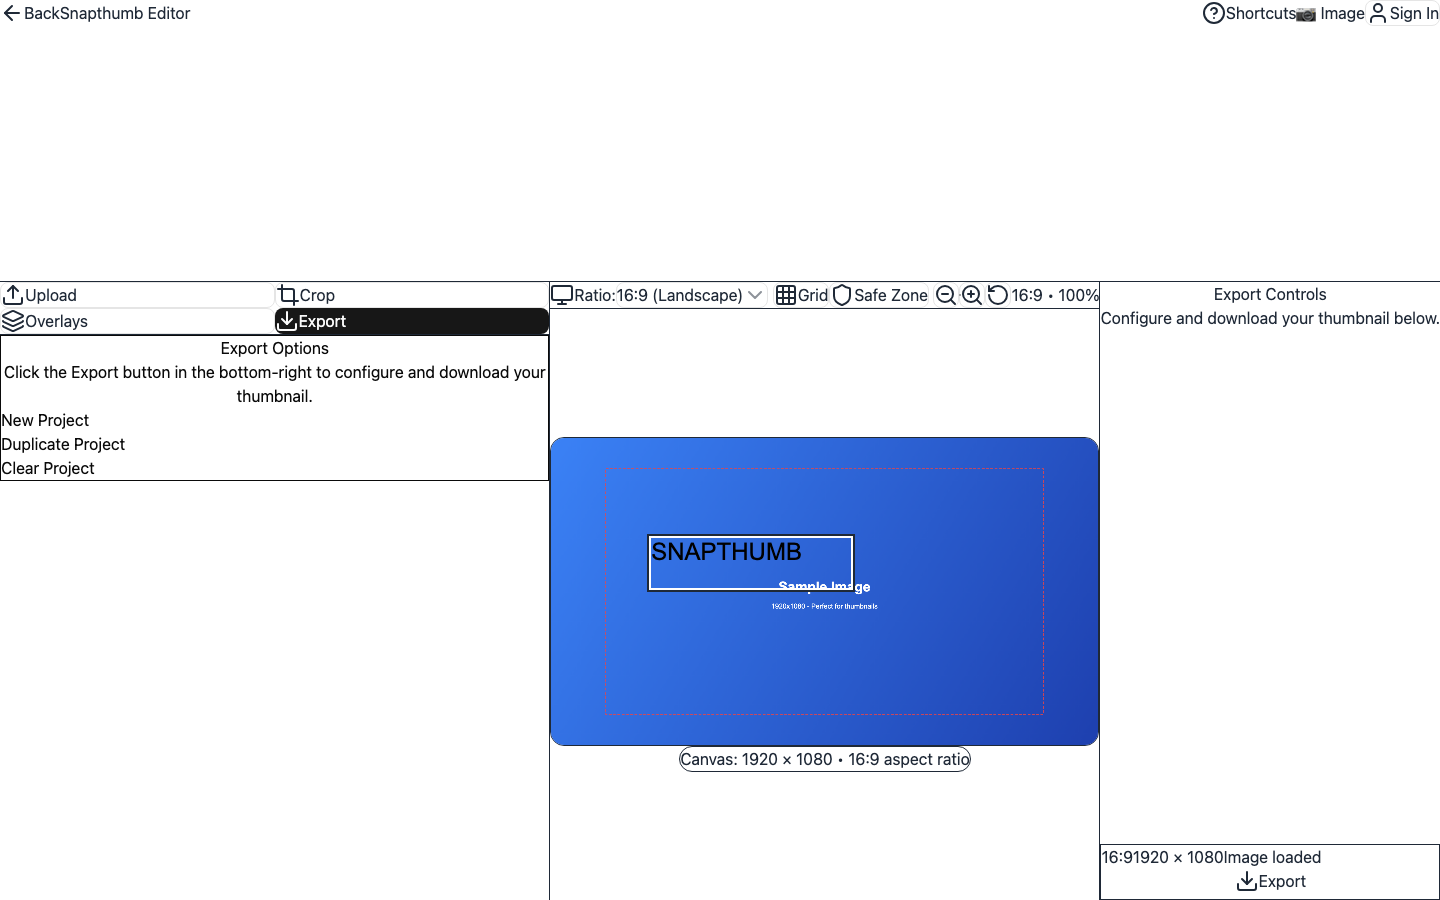 BackSnapthumb Editor
Shortcuts Image Sign In
Upload
Crop
Overlays
Export
Export Options
Click the Export button in the bottom-right to configure and download your
thumbnail.
New Project
Duplicate Project
Clear Project
Ratio:16:9 (Landscape) Grid Safe Zone 16:9 • 100%
SNAPTHUMB
Sample Image
1920x1080 - Perfect for thumbnails
Canvas: 1920 × 1080 • 16:9 aspect ratio
Export Controls
Configure and download your thumbnail below.
16:91920 × 1080Image loaded
Export